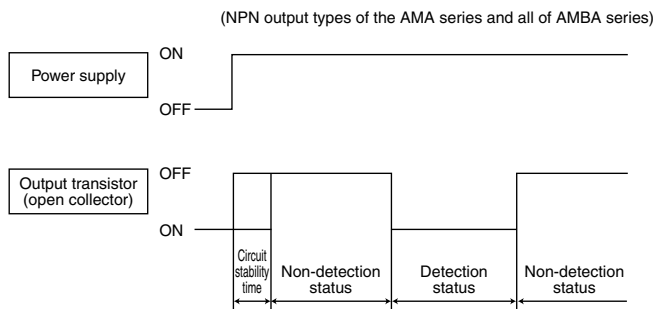 (NPN output types of the AMA series and all of AMBA series)
ON
Power supply
OFF
OFF
Output transistor
(open collector)
ON
Circuit
stability
time
Non-detection
status
Detection
status
Non-detection
status